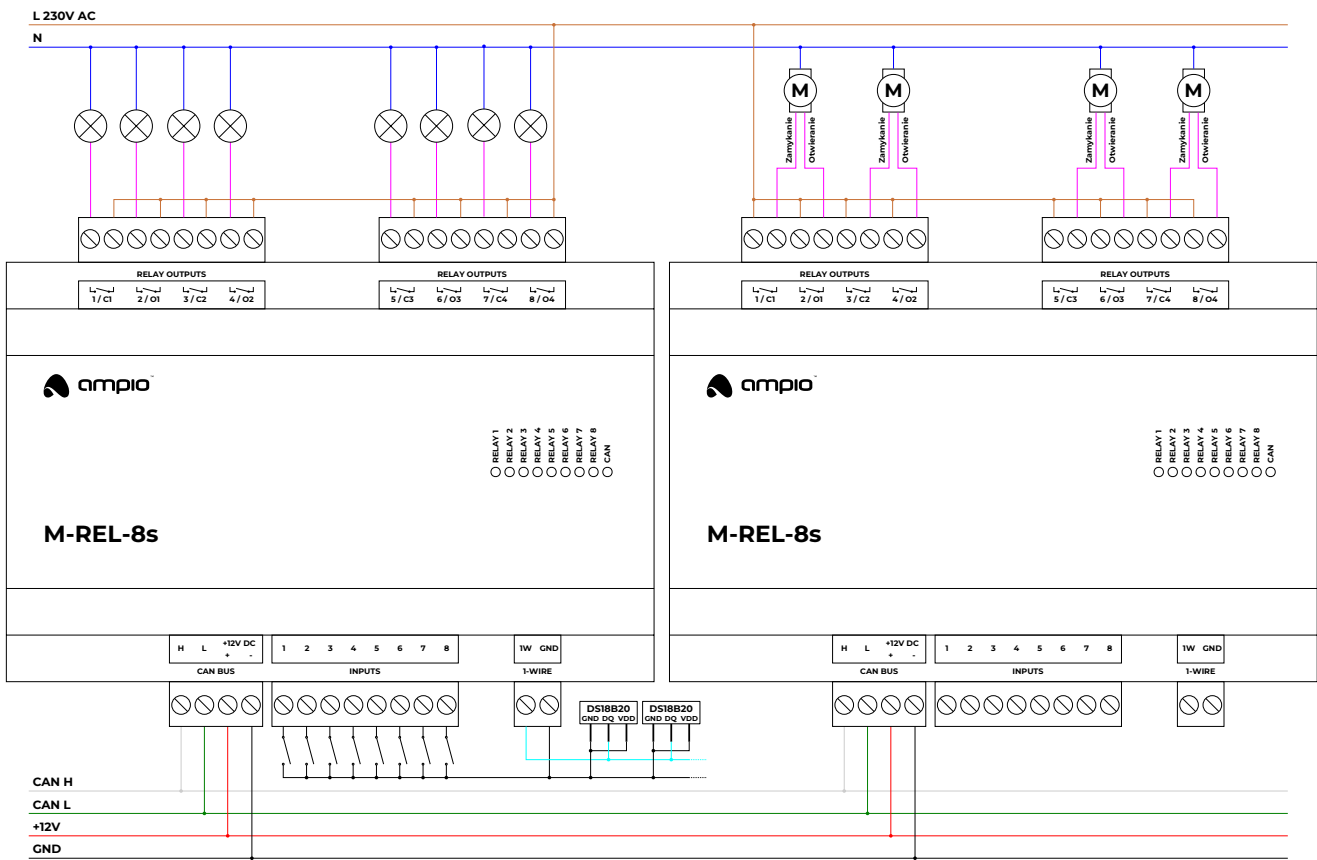 L 230V AC
N
M M M M
Zamykanie Otwieranie Zamykanie Otwieranie Zamykanie Otwieranie Zamykanie Otwieranie
RELAY OUTPUTS RELAY OUTPUTS RELAY OUTPUTS RELAY OUTPUTS
1 / C1 2 / O1 3 / C2 4 / O2 5 / C3 6 / O3 7 / C4 8 / O4 1 / C1 2 / O1 3 / C2 4 / O2 5 / C3 6 / O3 7 / C4 8 / O4
ampio™ ampio™
RELAY 1 RELAY 2 RELAY 3 RELAY 4 RELAY 5 RELAY 6 RELAY 7 RELAY 8 CAN RELAY 1 RELAY 2 RELAY 3 RELAY 4 RELAY 5 RELAY 6 RELAY 7 RELAY 8 CAN
M-REL-8s M-REL-8s
H L +12V DC 1 2 3 4 5 6 7 8 1W GND H L +12V DC 1 2 3 4 5 6 7 8 1W GND
+ - + -
CAN BUS INPUTS 1-WIRE CAN BUS INPUTS 1-WIRE
DS18B20 DS18B20
GND DQ VDD GND DQ VDD
CAN H
CAN L
+12V
GND